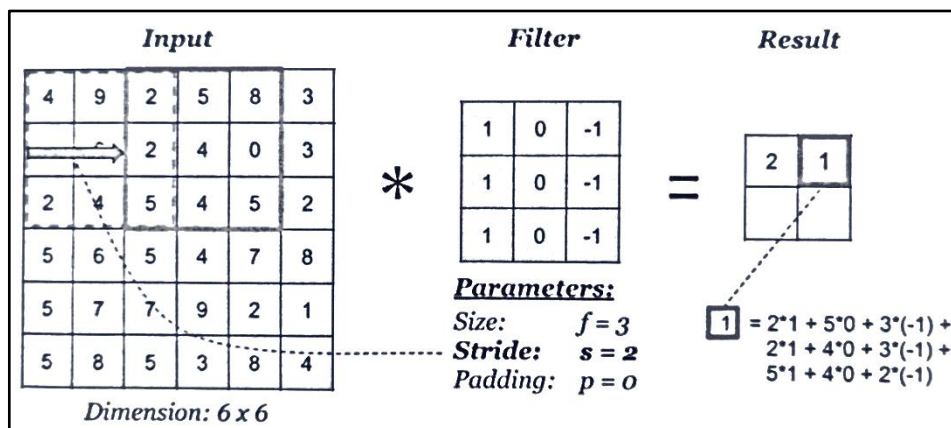 Input
4 9 2 5 8 3
2 4 0 3
2 4 5 4 5 2
5 6 5 4 7 8
5 7 7 9 2 1
5 8 5 3 8 4
Dimension: 6 x 6
*
Filter
1 0 -1
1 0 -1
1 0 -1
Parameters:
Size: f = 3
Stride: s = 2
Padding: p = 0
=
Result
2 1
1 = 2*1 + 5*0 + 3*(-1) +
2*1 + 4*0 + 3*(-1) +
5*1 + 4*0 + 2*(-1)